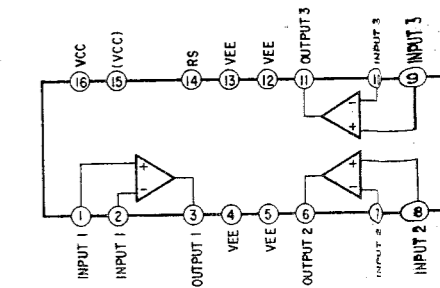 VCC
(VCC)
RS
VEE
VEE
OUTPUT 3
INPUT 3
INPUT 3
16
15
14
13
12
11
9
-
+
+
-
+
-
1
2
3
4
5
6
7
8
INPUT 1
INPUT 1
OUTPUT 1
VEE
VEE
OUTPUT 2
INPUT 2
INPUT 2